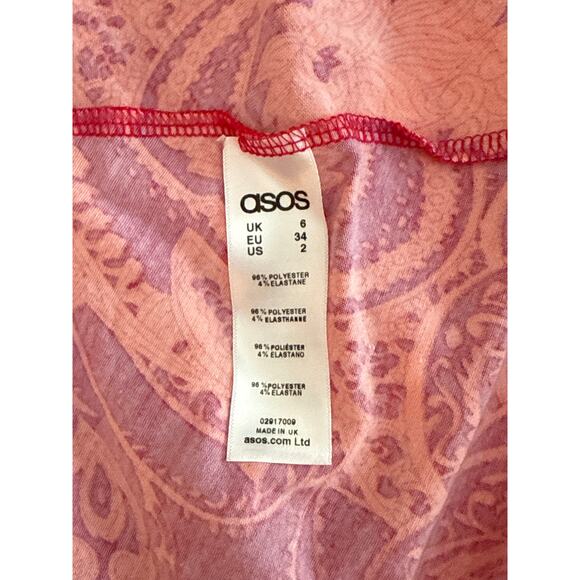 asos
UK 6
EU 34
US 2
96% POLYESTER
4% ELASTANE
96% POLYESTER
4% ELASTHANNE
96% POLIÉSTER
4% ELASTANO
96 %POLYESTER
4% ELASTAN
02917009
MADE IN UK
asos.com Ltd